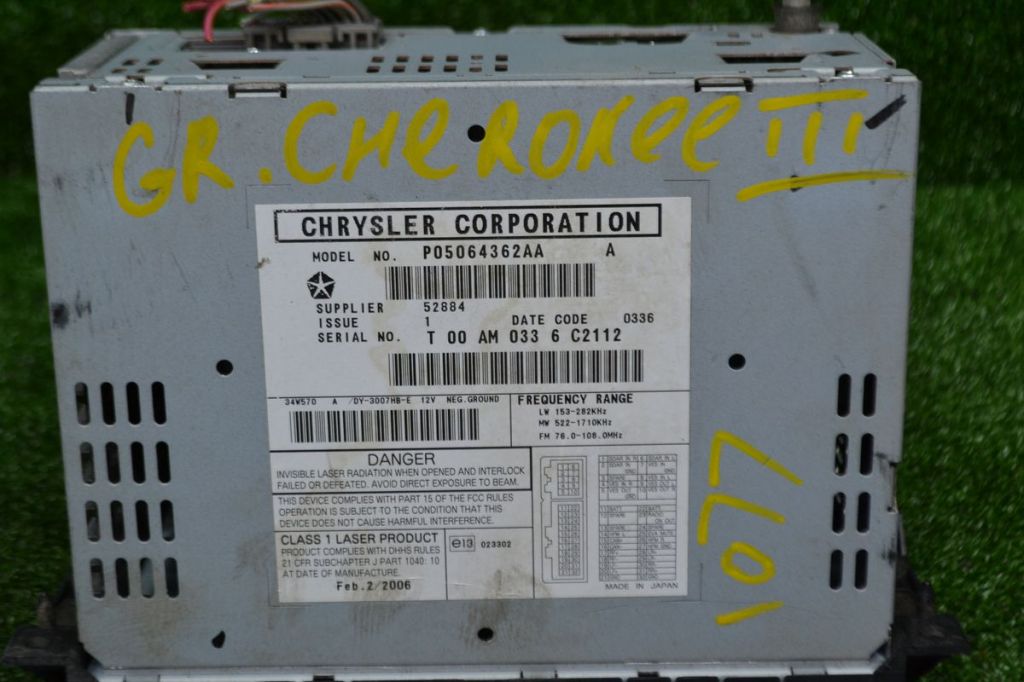 GR. CHEROKEE III
CHRYSLER CORPORATION
MODEL NO. P05064362AA A
SUPPLIER 52884
ISSUE 1 DATE CODE 0336
SERIAL NO. T 00 AM 033 6 C2112
34W570 A /DY-3007HB-E 12V NEG.GROUND
FREQUENCY RANGE
LW 153-282KHz
MW 522-1710KHz
FM 76.0-108.0MHz
DANGER
INVISIBLE LASER RADIATION WHEN OPENED AND INTERLOCK
FAILED OR DEFEATED. AVOID DIRECT EXPOSURE TO BEAM.
THIS DEVICE COMPLIES WITH PART 15 OF THE FCC RULES
OPERATION IS SUBJECT TO THE CONDITION THAT THIS
DEVICE DOES NOT CAUSE HARMFUL INTERFERENCE.
CLASS 1 LASER PRODUCT
PRODUCT COMPLIES WITH DHHS RULES
21 CFR SUBCHAPTER J PART 1040: 10
AT DATE OF MANUFACTURE.
Feb.2/2006
e13 023302
MADE IN JAPAN